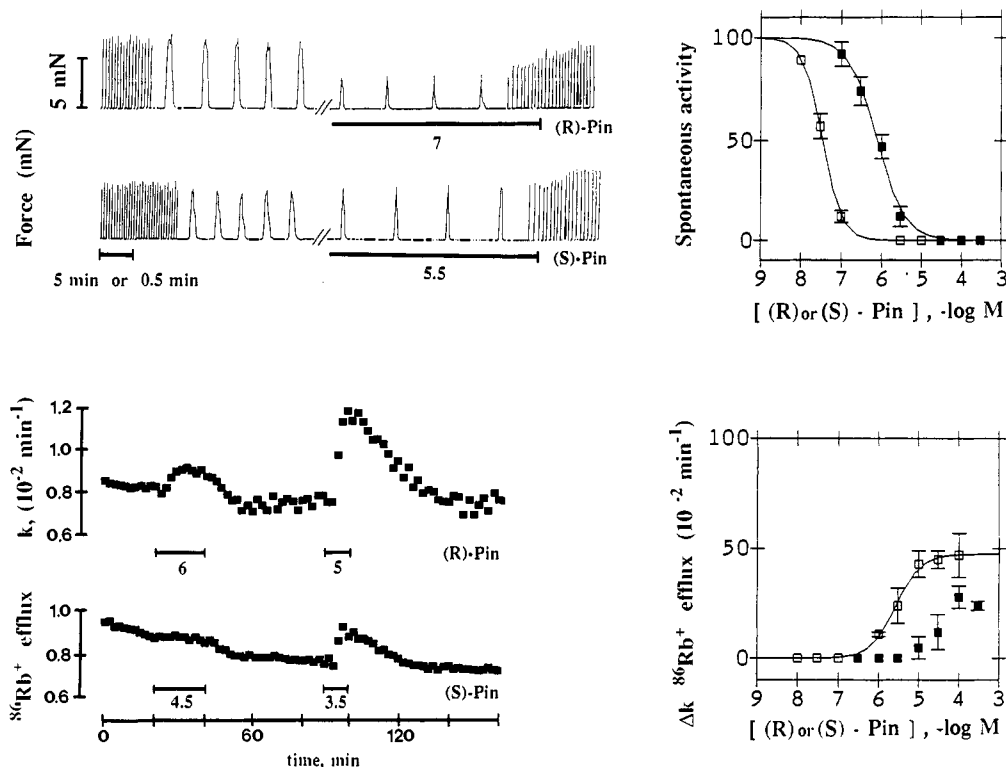 5 mN
Force (mN)
(R)-Pin
7
(S)-Pin
5.5
5 min or 0.5 min
Spontaneous activity
100
50
0
9 8 7 6 5 4 3
[ (R) or (S) - Pin ] , -log M
k, (10⁻² min⁻¹)
1.2
1.0
0.8
0.6
(R)-Pin
6
5
⁸⁶Rb⁺ efflux
1.0
0.8
0.6
(S)-Pin
4.5
3.5
0
60
120
time, min
Δk ⁸⁶Rb⁺ efflux (10⁻² min⁻¹)
100
50
0
9 8 7 6 5 4 3
[ (R) or (S) - Pin ] , -log M